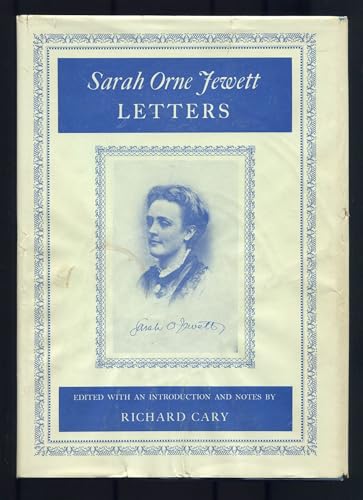 Sarah Orne Jewett
LETTERS
Sarah O. Jewett
EDITED WITH AN INTRODUCTION AND NOTES BY
RICHARD CARY